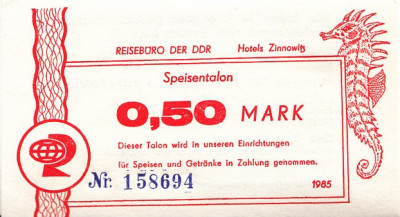 REISEBÜRO DER DDR Hotels Zinnowitz
Speisentalon
0,50 MARK
Dieser Talon wird in unseren Einrichtungen
für Speisen und Getränke in Zahlung genommen.
Nr. 158694
1985